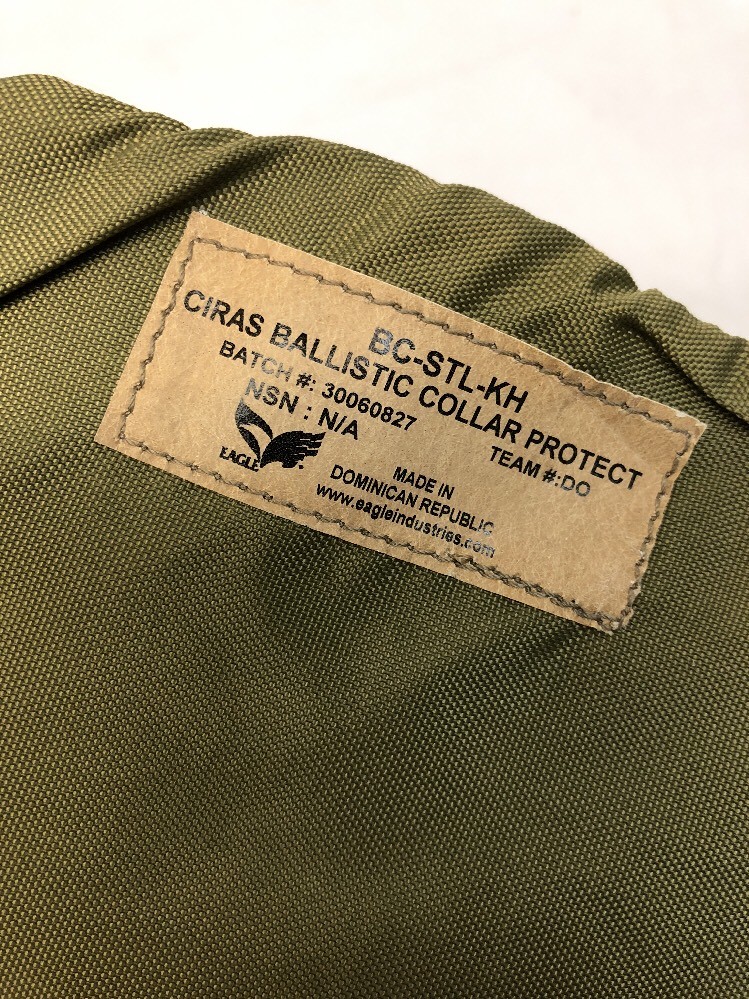 BC-STL-KH
CIRAS BALLISTIC COLLAR PROTECT
BATCH #: 30060827 TEAM #:DO
NSN : N/A
EAGLE
MADE IN
DOMINICAN REPUBLIC
www.eagleindustries.com